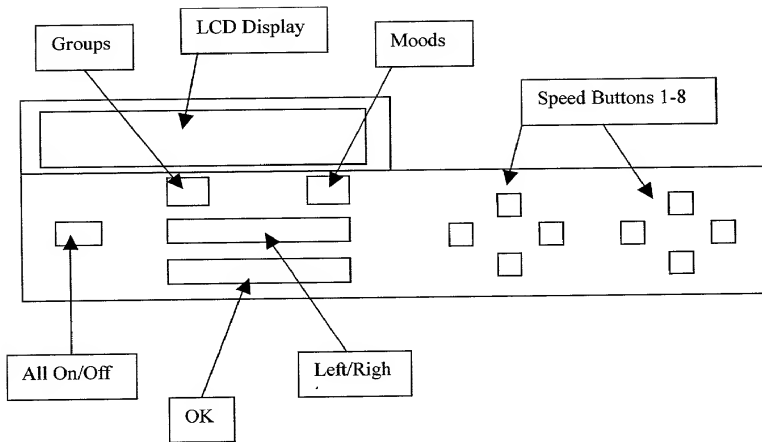 LCD Display
Groups
Moods
Speed Buttons 1-8
All On/Off
Left/Righ
OK